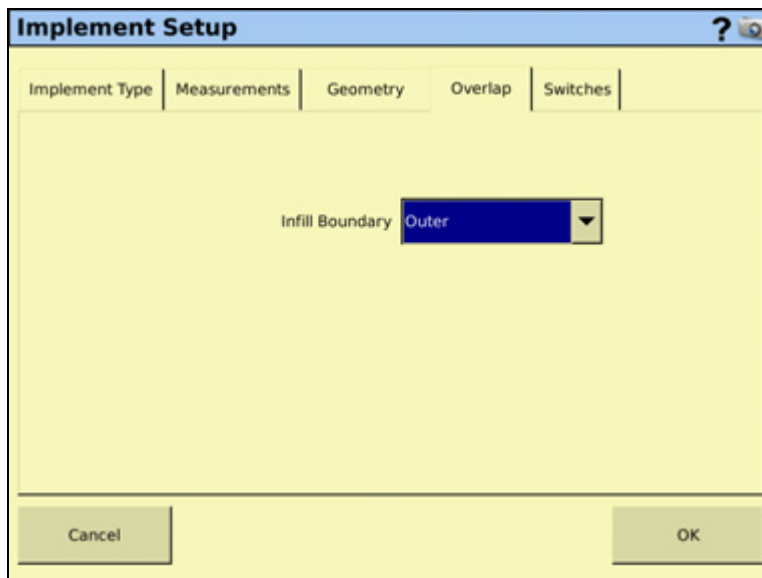 Implement Setup ?
Implement Type Measurements Geometry Overlap Switches
Infill Boundary Outer
Cancel OK